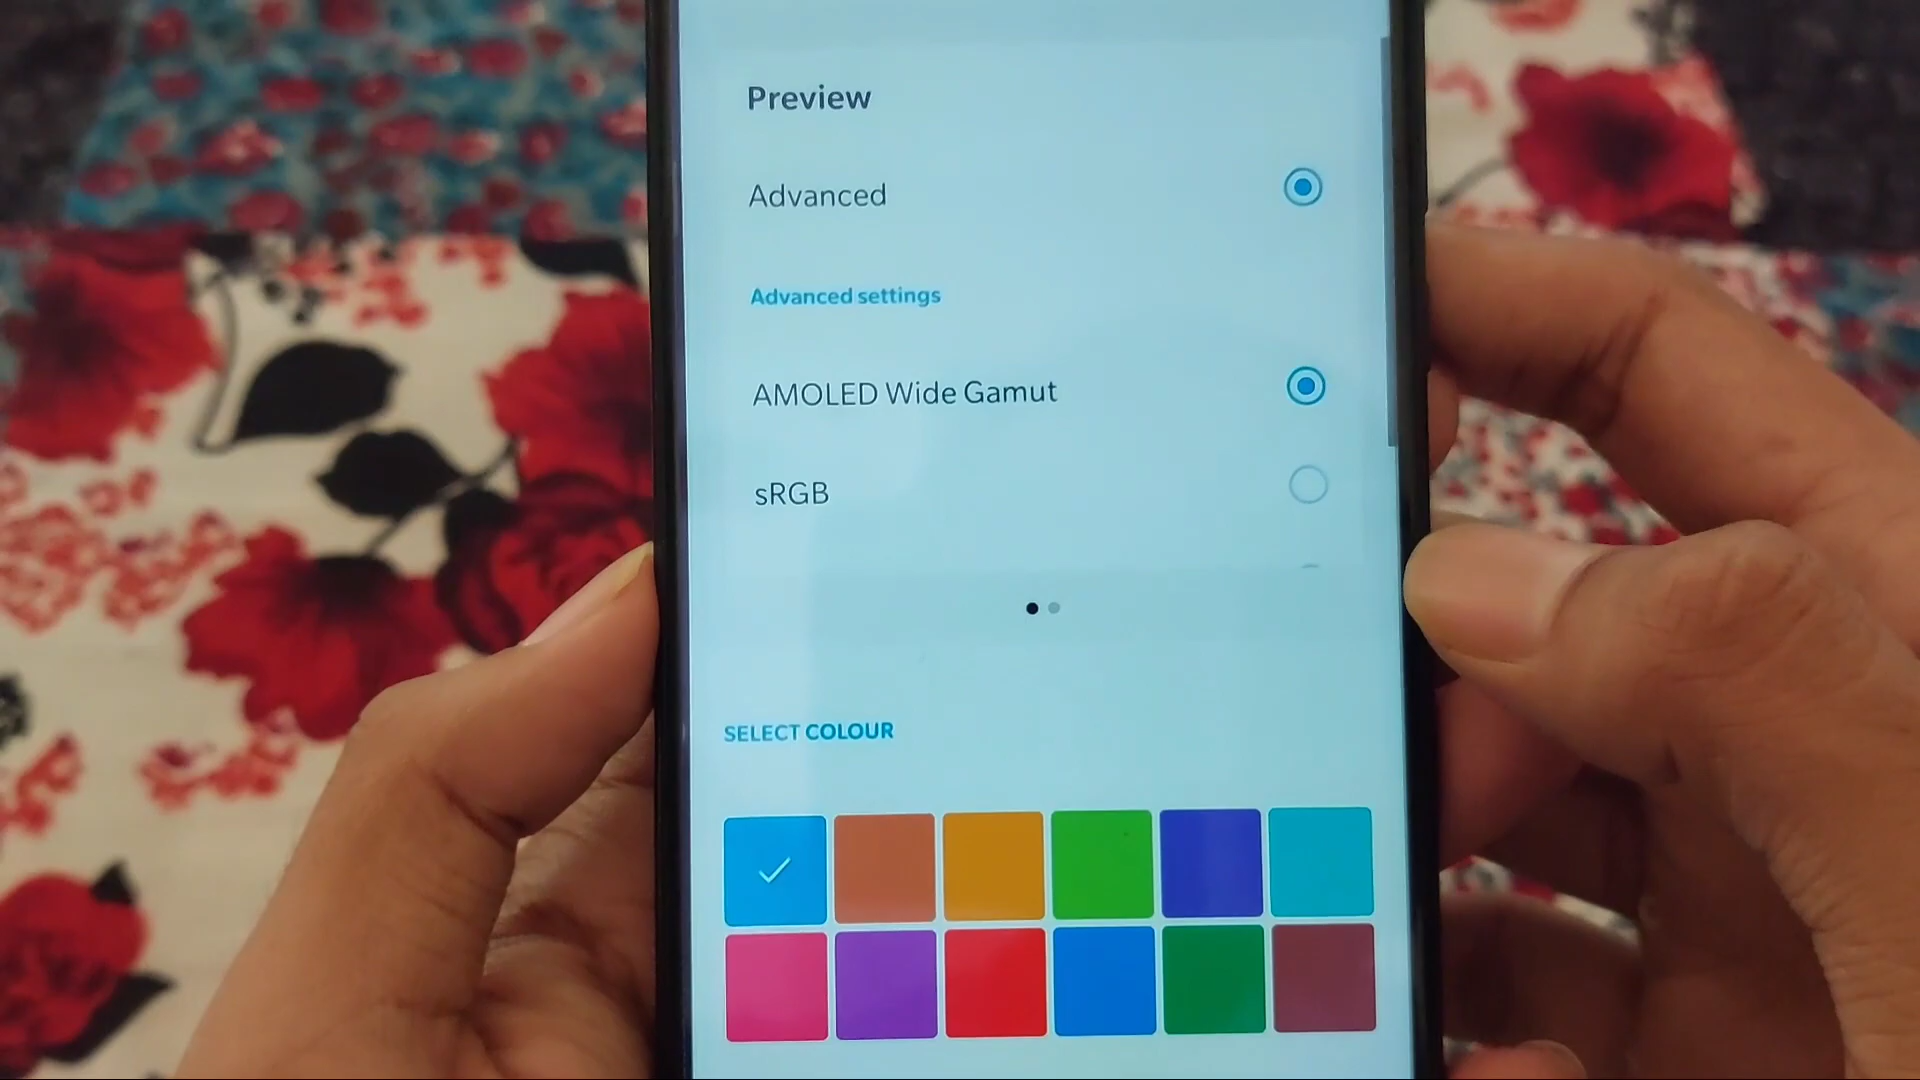 Preview
Advanced
Advanced settings
AMOLED Wide Gamut
sRGB
SELECT COLOUR